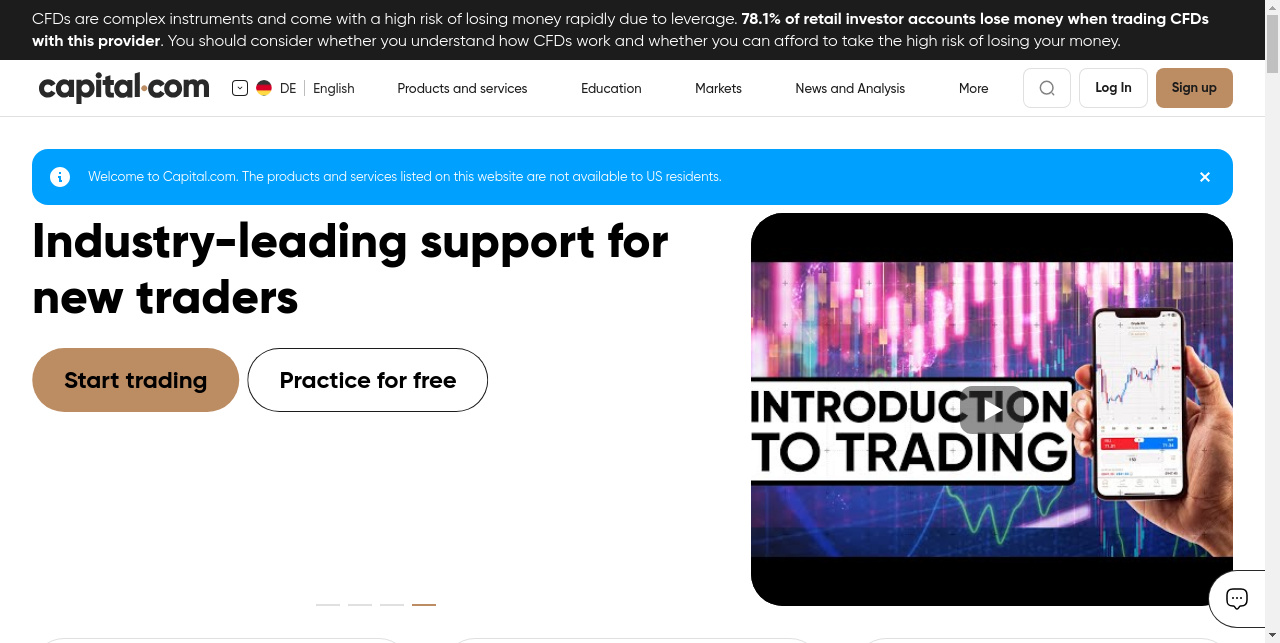 CFDs are complex instruments and come with a high risk of losing money rapidly due to leverage. 78.1% of retail investor accounts lose money when trading CFDs
with this provider. You should consider whether you understand how CFDs work and whether you can afford to take the high risk of losing your money.
capital.com
DE
English
Products and services
Education
Markets
News and Analysis
More
Log In
Sign up
Welcome to Capital.com. The products and services listed on this website are not available to US residents.
Industry-leading support for
new traders
Start trading
Practice for free
INTRODUCTION
TO TRADING